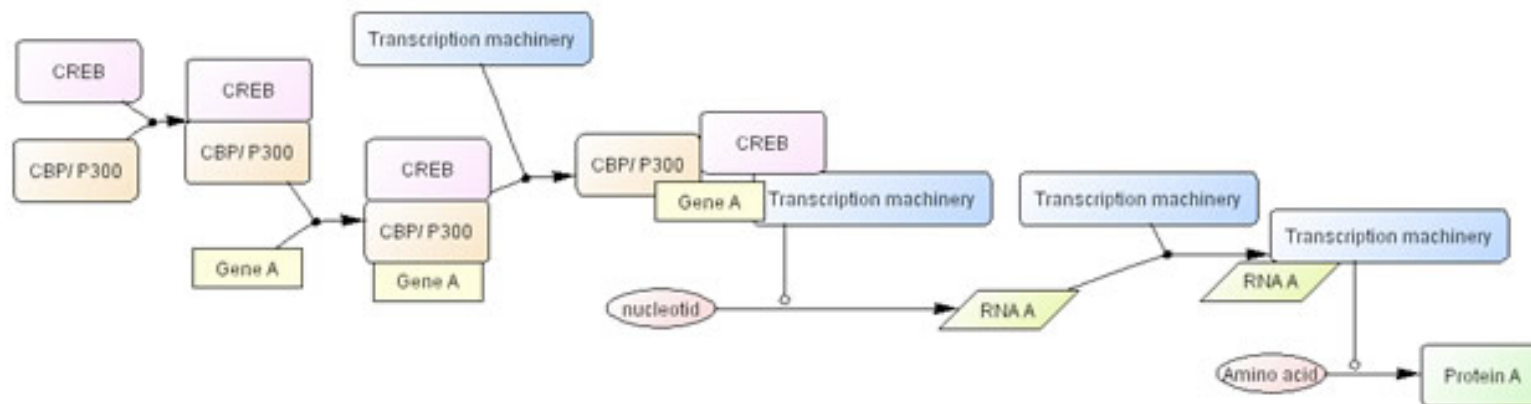 CREB
CBP/ P300
CREB
CBP/ P300
Gene A
Transcription machinery
CREB
CBP/ P300
Gene A
CBP/ P300
CREB
Gene A
Transcription machinery
nucleotid
RNA A
Transcription machinery
Transcription machinery
RNA A
Amino acid
Protein A